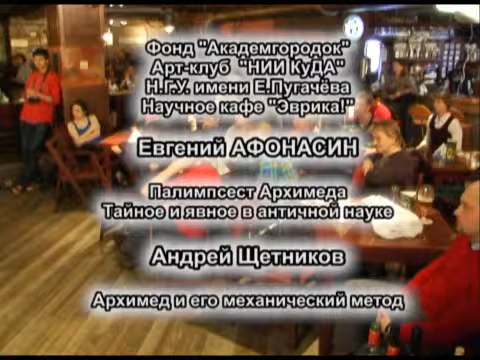 Фонд "Академгородок"
Арт-клуб "НИИ КуДА"
Н.Г.У. имени Е.Пугачёва
Научное кафе "Эврика!"
Евгений АФОНАСИН
Палимпсест Архимеда
Тайное и явное в античной науке
Андрей Щетников
Архимед и его механический метод